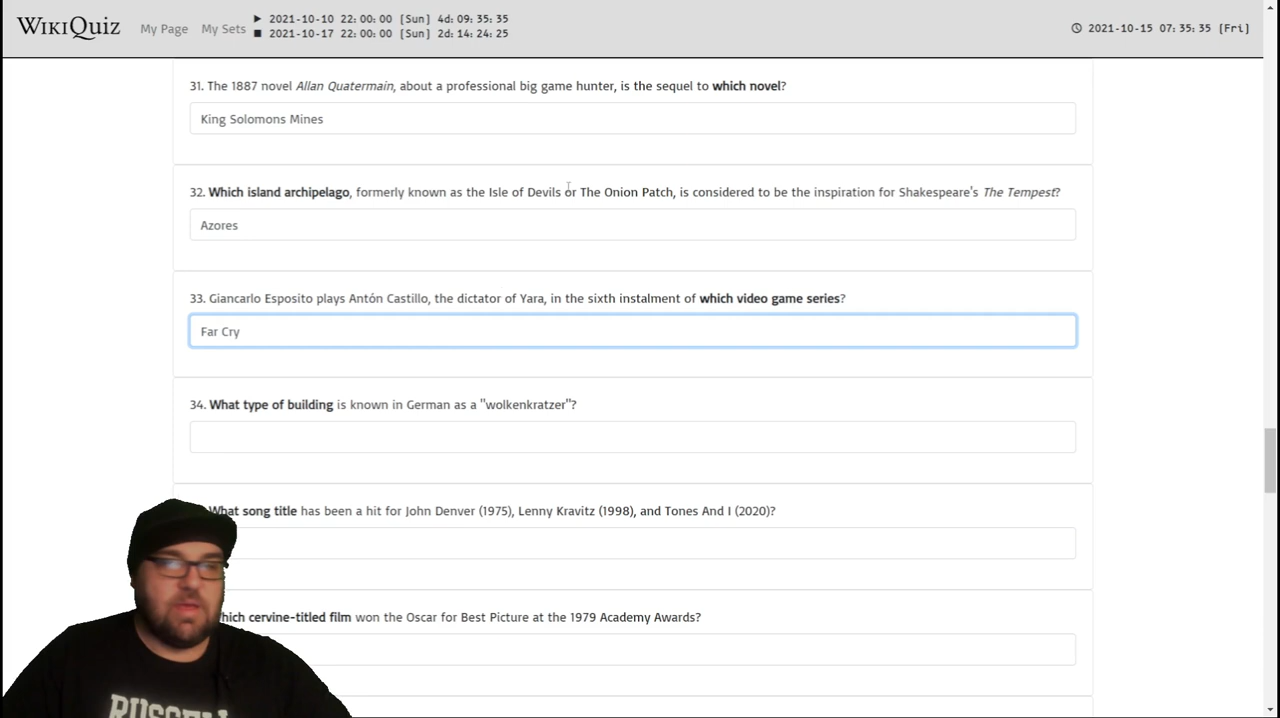 WikiQuiz My Page My Sets ▶ 2021-10-10 22:00:00 [Sun] 4d:09:35:35
■ 2021-10-17 22:00:00 [Sun] 2d:14:24:25
2021-10-15 07:35:35 [Fri]
31. The 1887 novel Allan Quatermain, about a professional big game hunter, is the sequel to which novel?
King Solomons Mines
32. Which island archipelago, formerly known as the Isle of Devils or The Onion Patch, is considered to be the inspiration for Shakespeare's The Tempest?
Azores
33. Giancarlo Esposito plays Antón Castillo, the dictator of Yara, in the sixth instalment of which video game series?
Far Cry
34. What type of building is known in German as a "wolkenkratzer"?
What song title has been a hit for John Denver (1975), Lenny Kravitz (1998), and Tones And I (2020)?
cervine-titled film won the Oscar for Best Picture at the 1979 Academy Awards?